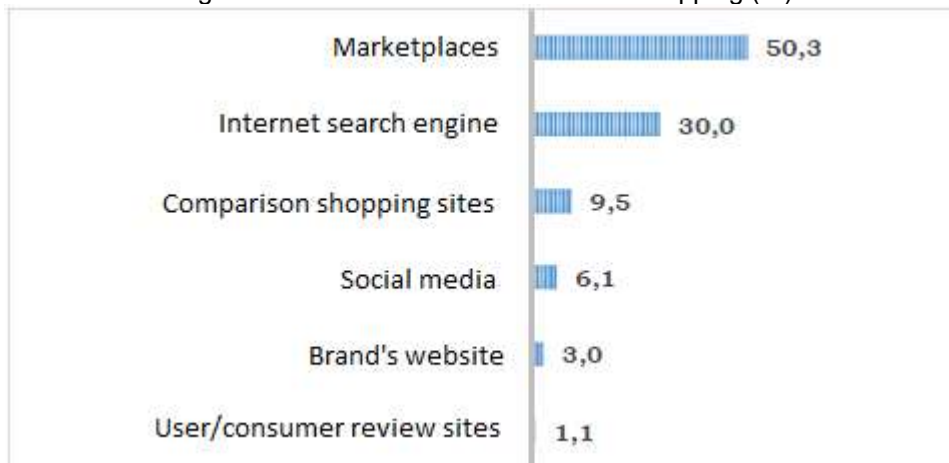 Marketplaces 50,3
Internet search engine 30,0
Comparison shopping sites 9,5
Social media 6,1
Brand's website 3,0
User/consumer review sites 1,1